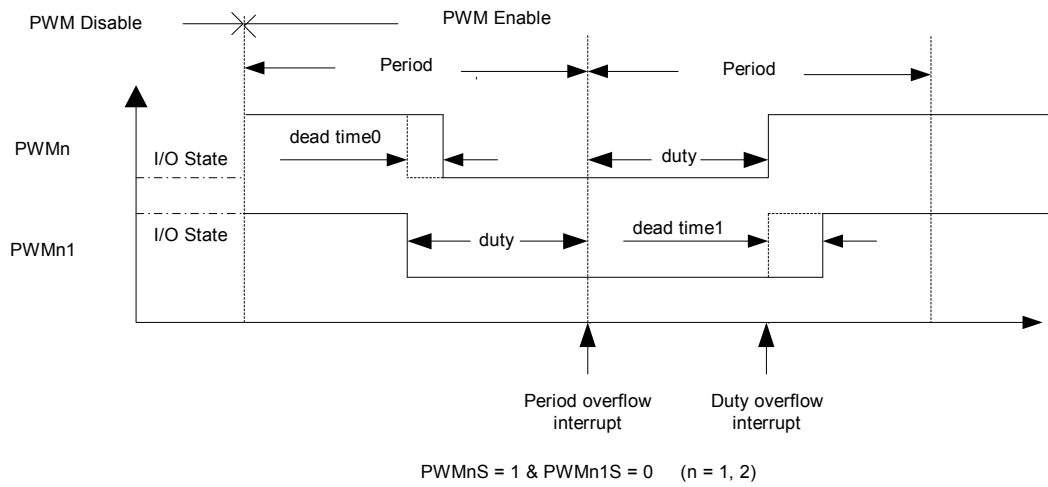 PWM Disable
PWM Enable
Period
Period
PWMn
I/O State
dead time0
duty
PWMn1
I/O State
duty
dead time1
Period overflow
interrupt
Duty overflow
interrupt
PWMnS = 1 & PWMn1S = 0 (n = 1, 2)